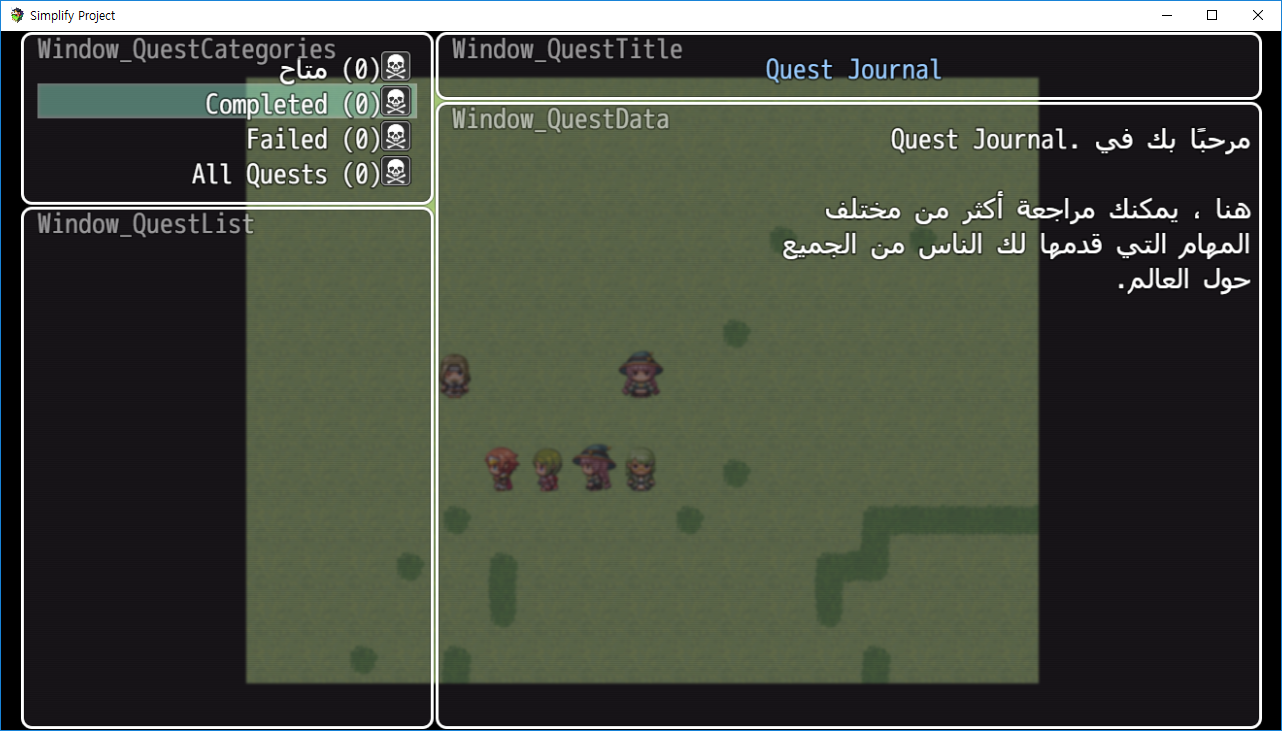 Simplify Project
Window_QuestCategories
متاح (0)
Completed (0)
Failed (0)
All Quests (0)
Window_QuestList
Window_QuestTitle
Quest Journal
Window_QuestData
مرحبًا بك في Quest Journal.
هنا ، يمكنك مراجعة أكثر من مختلف
المهام التي قدمها لك الناس من الجميع
حول العالم.